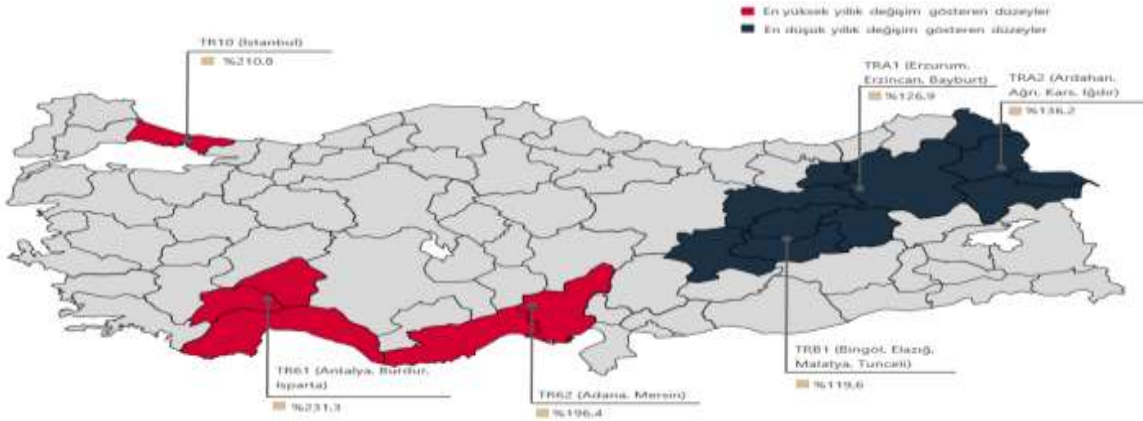 En yüksek yıllık değişim gösteren düzeyler
En düşük yıllık değişim gösteren düzeyler
TR10 (İstanbul)
%210.8
TRA1 (Erzurum,
Erzincan, Bayburt)
%126.9
TRA2 (Ardahan,
Ağrı, Kars, Iğdır)
%136.2
TR61 (Antalya, Burdur,
Isparta)
%231.3
TR62 (Adana, Mersin)
%196.4
TRB1 (Bingöl, Elazığ,
Malatya, Tunceli)
%119.6